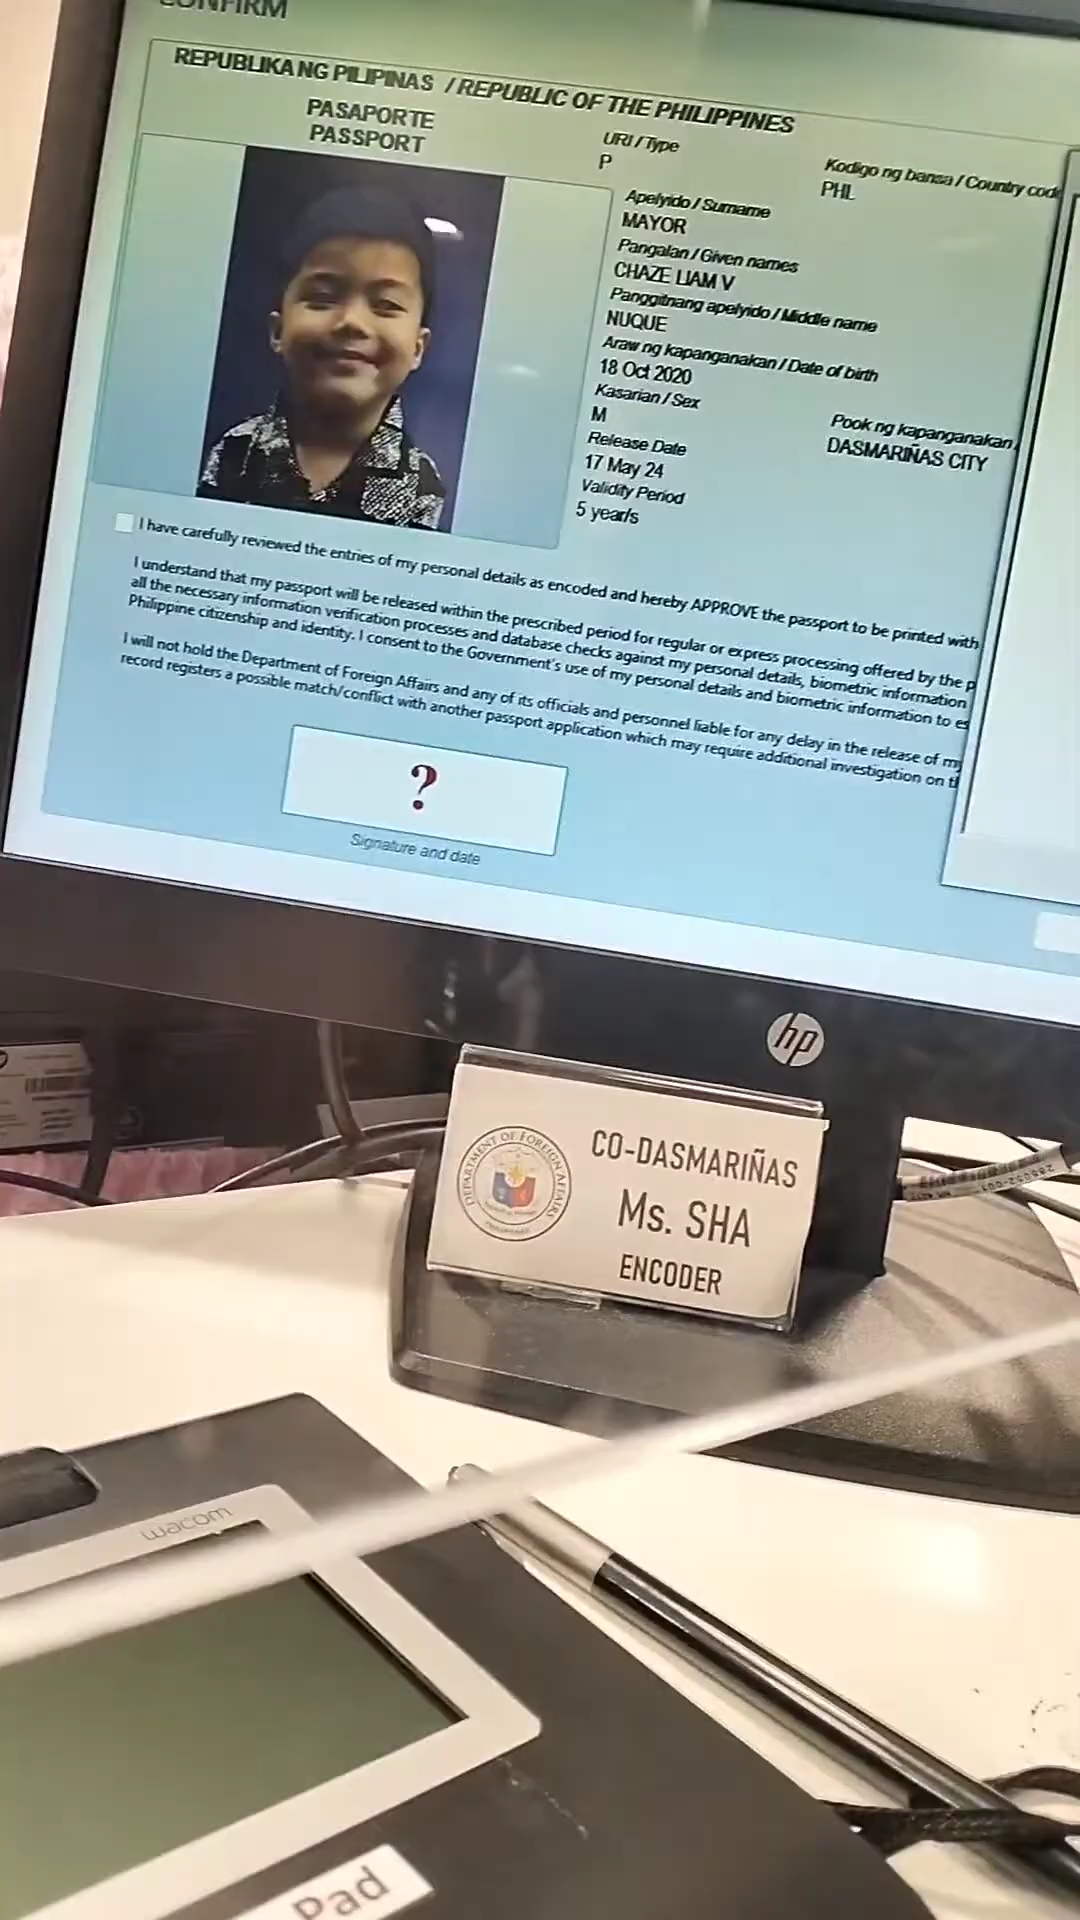 CONFIRM
REPUBLIKA NG PILIPINAS / REPUBLIC OF THE PHILIPPINES
PASAPORTE
PASSPORT
URI / Type
P
Kodigo ng bansa / Country code
PHL
Apelyido / Surname
MAYOR
Pangalan / Given names
CHAZE LIAM V
Panggitnang apelyido / Middle name
NUQUE
Araw ng kapanganakan / Date of birth
18 Oct 2020
Kasarian / Sex
M
Pook ng kapanganakan
DASMARIÑAS CITY
Release Date
17 May 24
Validity Period
5 year/s
I have carefully reviewed the entries of my personal details as encoded and hereby APPROVE the passport to be printed with
I understand that my passport will be released within the prescribed period for regular or express processing offered by the
all the necessary information verification processes and database checks against my personal details, biometric information
Philippine citizenship and identity. I consent to the Government's use of my personal details and biometric information to
I will not hold the Department of Foreign Affairs and any of its officials and personnel liable for any delay in the release of my
record registers a possible match/conflict with another passport application which may require additional investigation on
?
Signature and date
hp
DEPARTMENT OF FOREIGN AFFAIRS
PHILIPPINES
CO-DASMARIÑAS
Ms. SHA
ENCODER
wacom
Pad